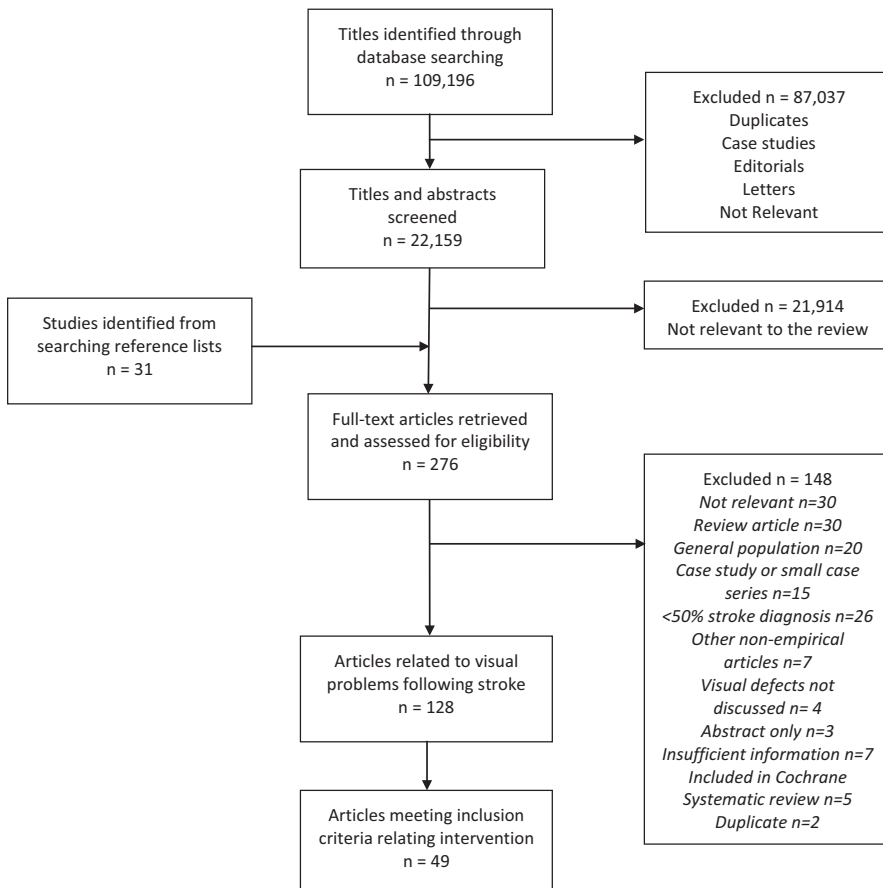 Titles identified through
database searching
n = 109,196
Excluded n = 87,037
Duplicates
Case studies
Editorials
Letters
Not Relevant
Titles and abstracts
screened
n = 22,159
Excluded n = 21,914
Not relevant to the review
Studies identified from
searching reference lists
n = 31
Full-text articles retrieved
and assessed for eligibility
n = 276
Excluded n = 148
Not relevant n=30
Review article n=30
General population n=20
Case study or small case
series n=15
<50% stroke diagnosis n=26
Other non-empirical
articles n=7
Visual defects not
discussed n= 4
Abstract only n=3
Insufficient information n=7
Included in Cochrane
Systematic review n=5
Duplicate n=2
Articles related to visual
problems following stroke
n = 128
Articles meeting inclusion
criteria relating intervention
n = 49